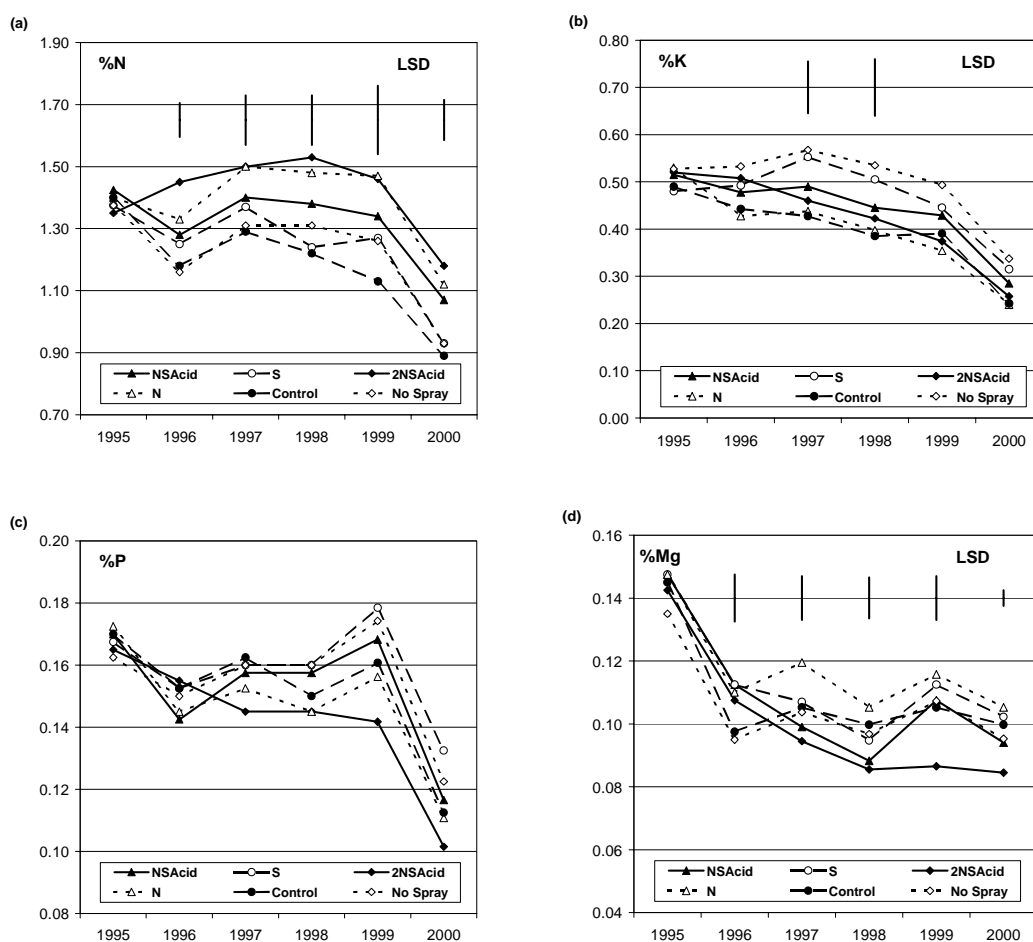 (a)
1.90
1.70
1.50
1.30
1.10
0.90
0.70
%N
LSD
NSAcid S 2NSAcid
N Control No Spray
1995 1996 1997 1998 1999 2000
(b)
0.80
0.70
0.60
0.50
0.40
0.30
0.20
0.10
0.00
%K
LSD
NSAcid S 2NSAcid
N Control No Spray
1995 1996 1997 1998 1999 2000
(c)
0.20
0.18
0.16
0.14
0.12
0.10
0.08
%P
NSAcid S 2NSAcid
N Control No Spray
1995 1996 1997 1998 1999 2000
(d)
0.16
0.14
0.12
0.10
0.08
0.06
0.04
%Mg
LSD
NSAcid S 2NSAcid
N Control No Spray
1995 1996 1997 1998 1999 2000